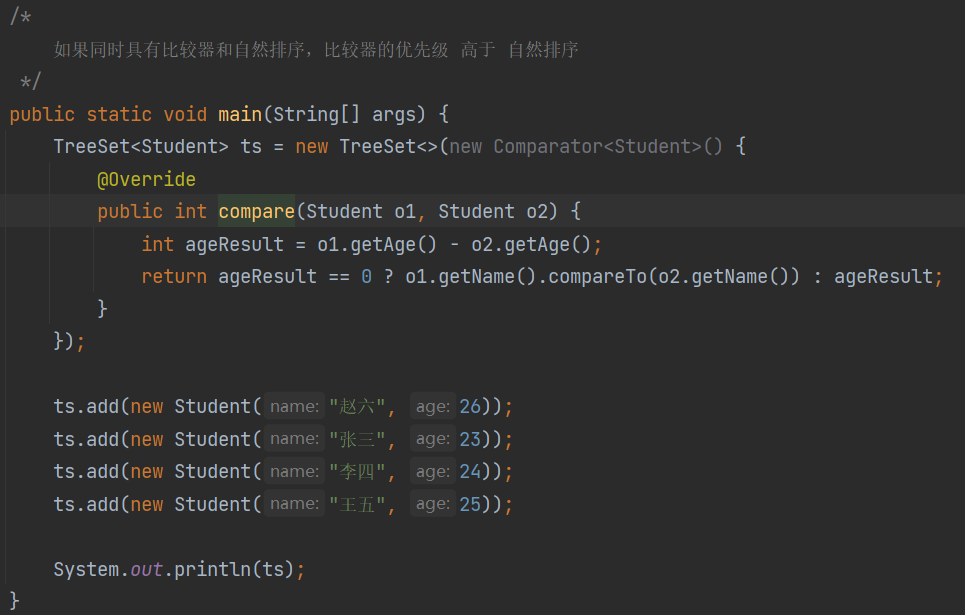 /*
    如果同时具有比较器和自然排序，比较器的优先级 高于 自然排序
 */
public static void main(String[] args) {
    TreeSet<Student> ts = new TreeSet<>(new Comparator<Student>() {
        @Override
        public int compare(Student o1, Student o2) {
            int ageResult = o1.getAge() - o2.getAge();
            return ageResult == 0 ? o1.getName().compareTo(o2.getName()) : ageResult;
        }
    });
    ts.add(new Student( name: "赵六", age: 26));
    ts.add(new Student( name: "张三", age: 23));
    ts.add(new Student( name: "李四", age: 24));
    ts.add(new Student( name: "王五", age: 25));
    System.out.println(ts);
}